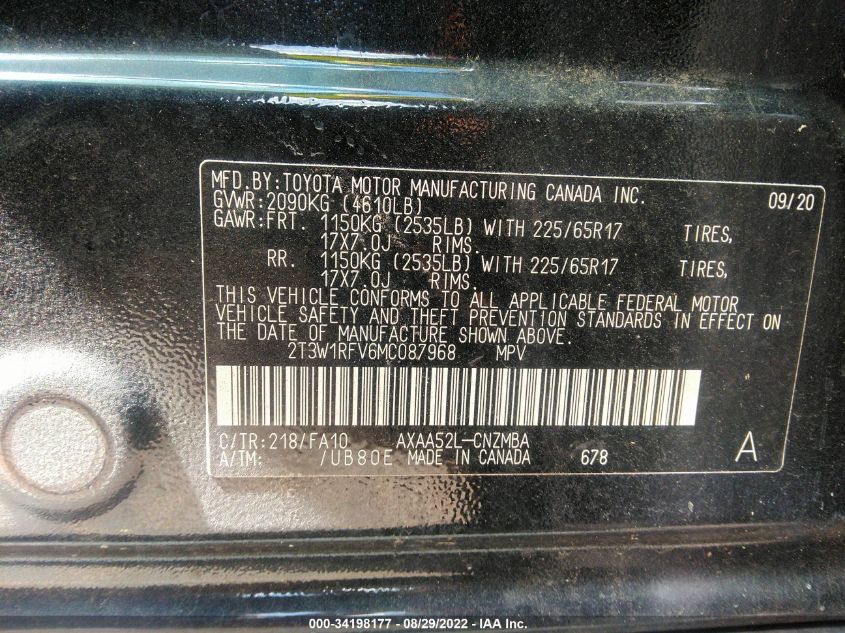 MFD.BY:TOYOTA MOTOR MANUFACTURING CANADA INC. 09/20
GVWR:2090KG (4610LB)
GAWR:FRT. 1150KG (2535LB) WITH 225/65R17 TIRES,
17X7.0J RIMS.
RR. 1150KG (2535LB) WITH 225/65R17 TIRES,
17X7.0J RIMS.
THIS VEHICLE CONFORMS TO ALL APPLICABLE FEDERAL MOTOR
VEHICLE SAFETY AND THEFT PREVENTION STANDARDS IN EFFECT ON
THE DATE OF MANUFACTURE SHOWN ABOVE.
2T3W1RFV6MC087968 MPV
C/TR:218/FA10 AXAA52L-CNZMBA
A/TM: /UB80E MADE IN CANADA 678 A
000-34198177 - 08/29/2022 - IAA Inc.